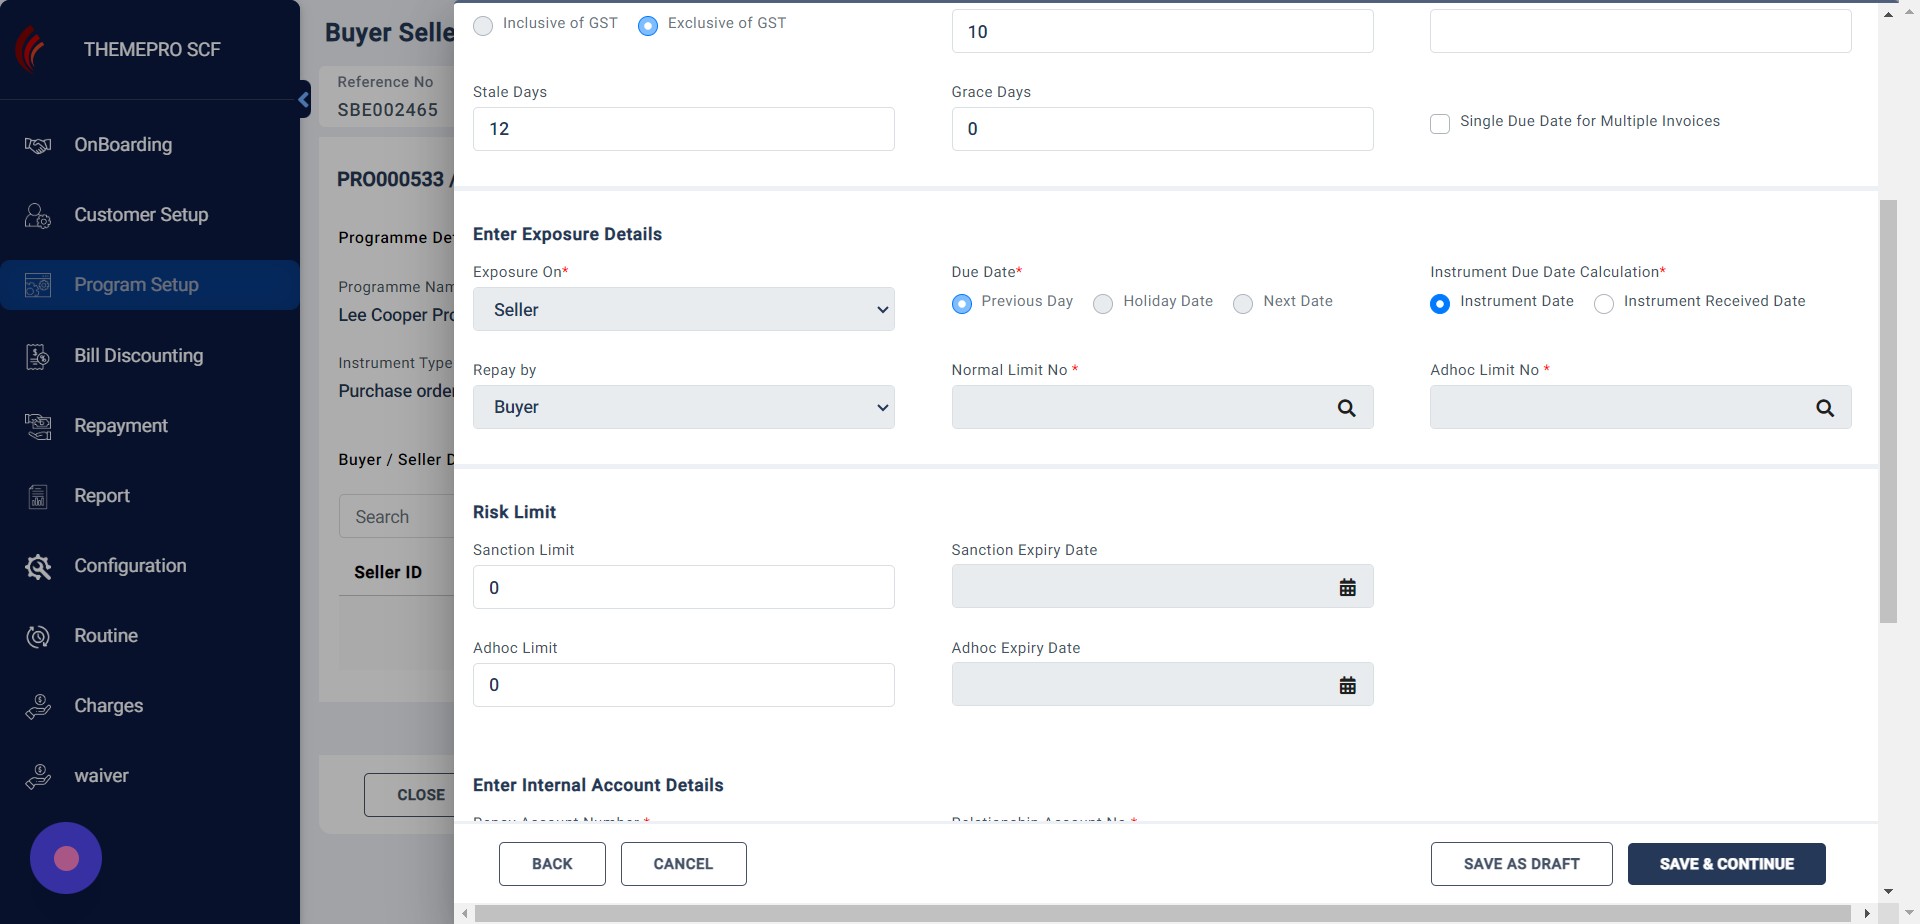 THEMEPRO SCF
OnBoarding
Customer Setup
Program Setup
Bill Discounting
Repayment
Report
Configuration
Routine
Charges
waiver
Buyer Selle
Reference No
SBE002465
PRO000533 /
Programme De
Programme Nam
Lee Cooper Pro
Instrument Type
Purchase order
Buyer / Seller D
Search
Seller ID
CLOSE
Inclusive of GST Exclusive of GST
10
Stale Days
12
Grace Days
0
Single Due Date for Multiple Invoices
Enter Exposure Details
Exposure On*
Seller
Due Date*
Previous Day Holiday Date Next Date
Instrument Due Date Calculation*
Instrument Date Instrument Received Date
Repay by
Buyer
Normal Limit No *
Adhoc Limit No *
Risk Limit
Sanction Limit
0
Sanction Expiry Date
Adhoc Limit
0
Adhoc Expiry Date
Enter Internal Account Details
Repay Account Number *
Relationship Account No *
BACK
CANCEL
SAVE AS DRAFT
SAVE & CONTINUE